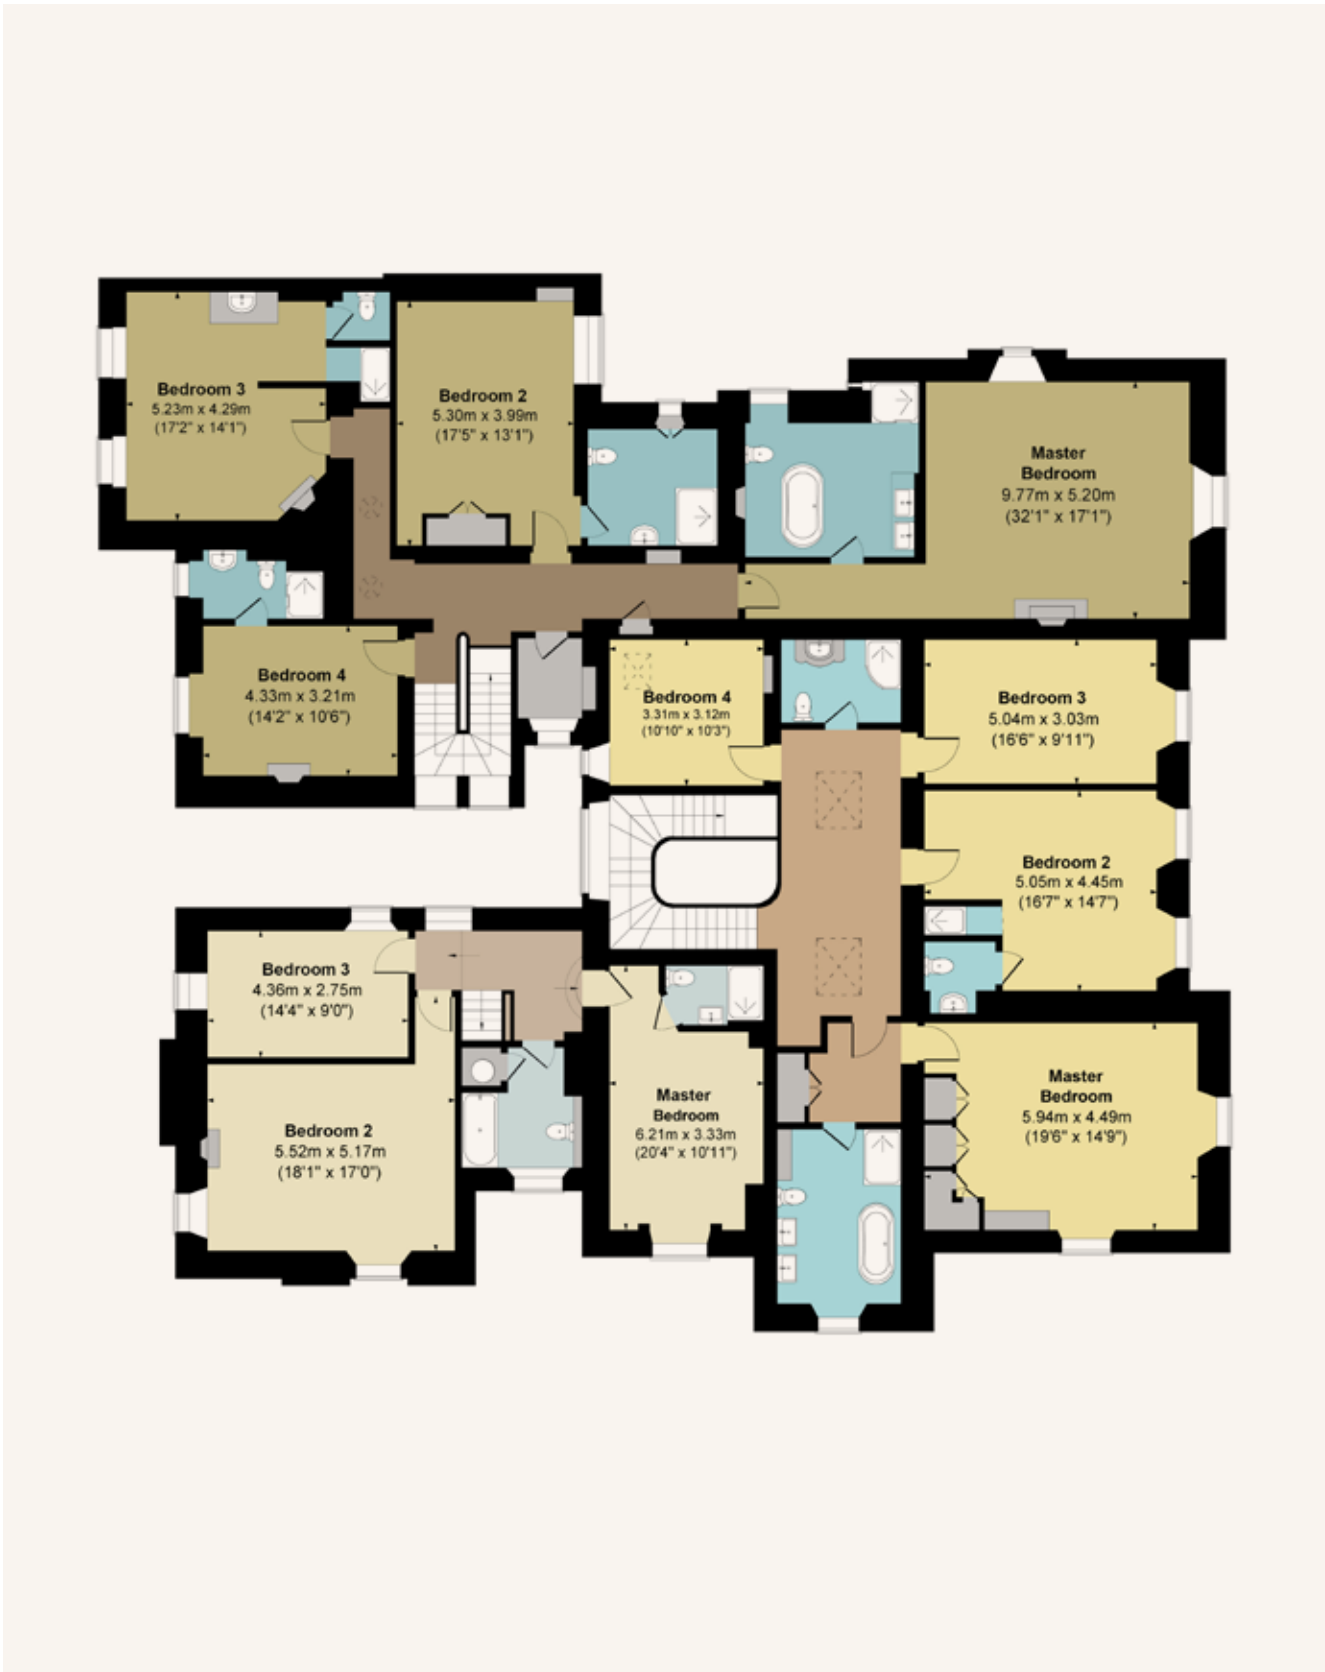 Bedroom 3
5.23m x 4.29m
(17'2" x 14'1")
Bedroom 2
5.30m x 3.99m
(17'5" x 13'1")
Master
Bedroom
9.77m x 5.20m
(32'1" x 17'1")
Bedroom 4
4.33m x 3.21m
(14'2" x 10'6")
Bedroom 4
3.31m x 3.12m
(10'10" x 10'3")
Bedroom 3
5.04m x 3.03m
(16'6" x 9'11")
Bedroom 2
5.05m x 4.45m
(16'7" x 14'7")
Bedroom 3
4.36m x 2.75m
(14'4" x 9'0")
Bedroom 2
5.52m x 5.17m
(18'1" x 17'0")
Master
Bedroom
6.21m x 3.33m
(20'4" x 10'11")
Master
Bedroom
5.94m x 4.49m
(19'6" x 14'9")